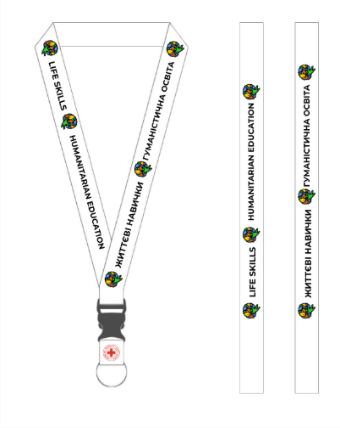 LIFE SKILLS
HUMANITARIAN EDUCATION
ЖИТТЄВІ НАВИЧКИ
ГУМАНІСТИЧНА ОСВІТА
LIFE SKILLS
HUMANITARIAN EDUCATION
ЖИТТЄВІ НАВИЧКИ
ГУМАНІСТИЧНА ОСВІТА